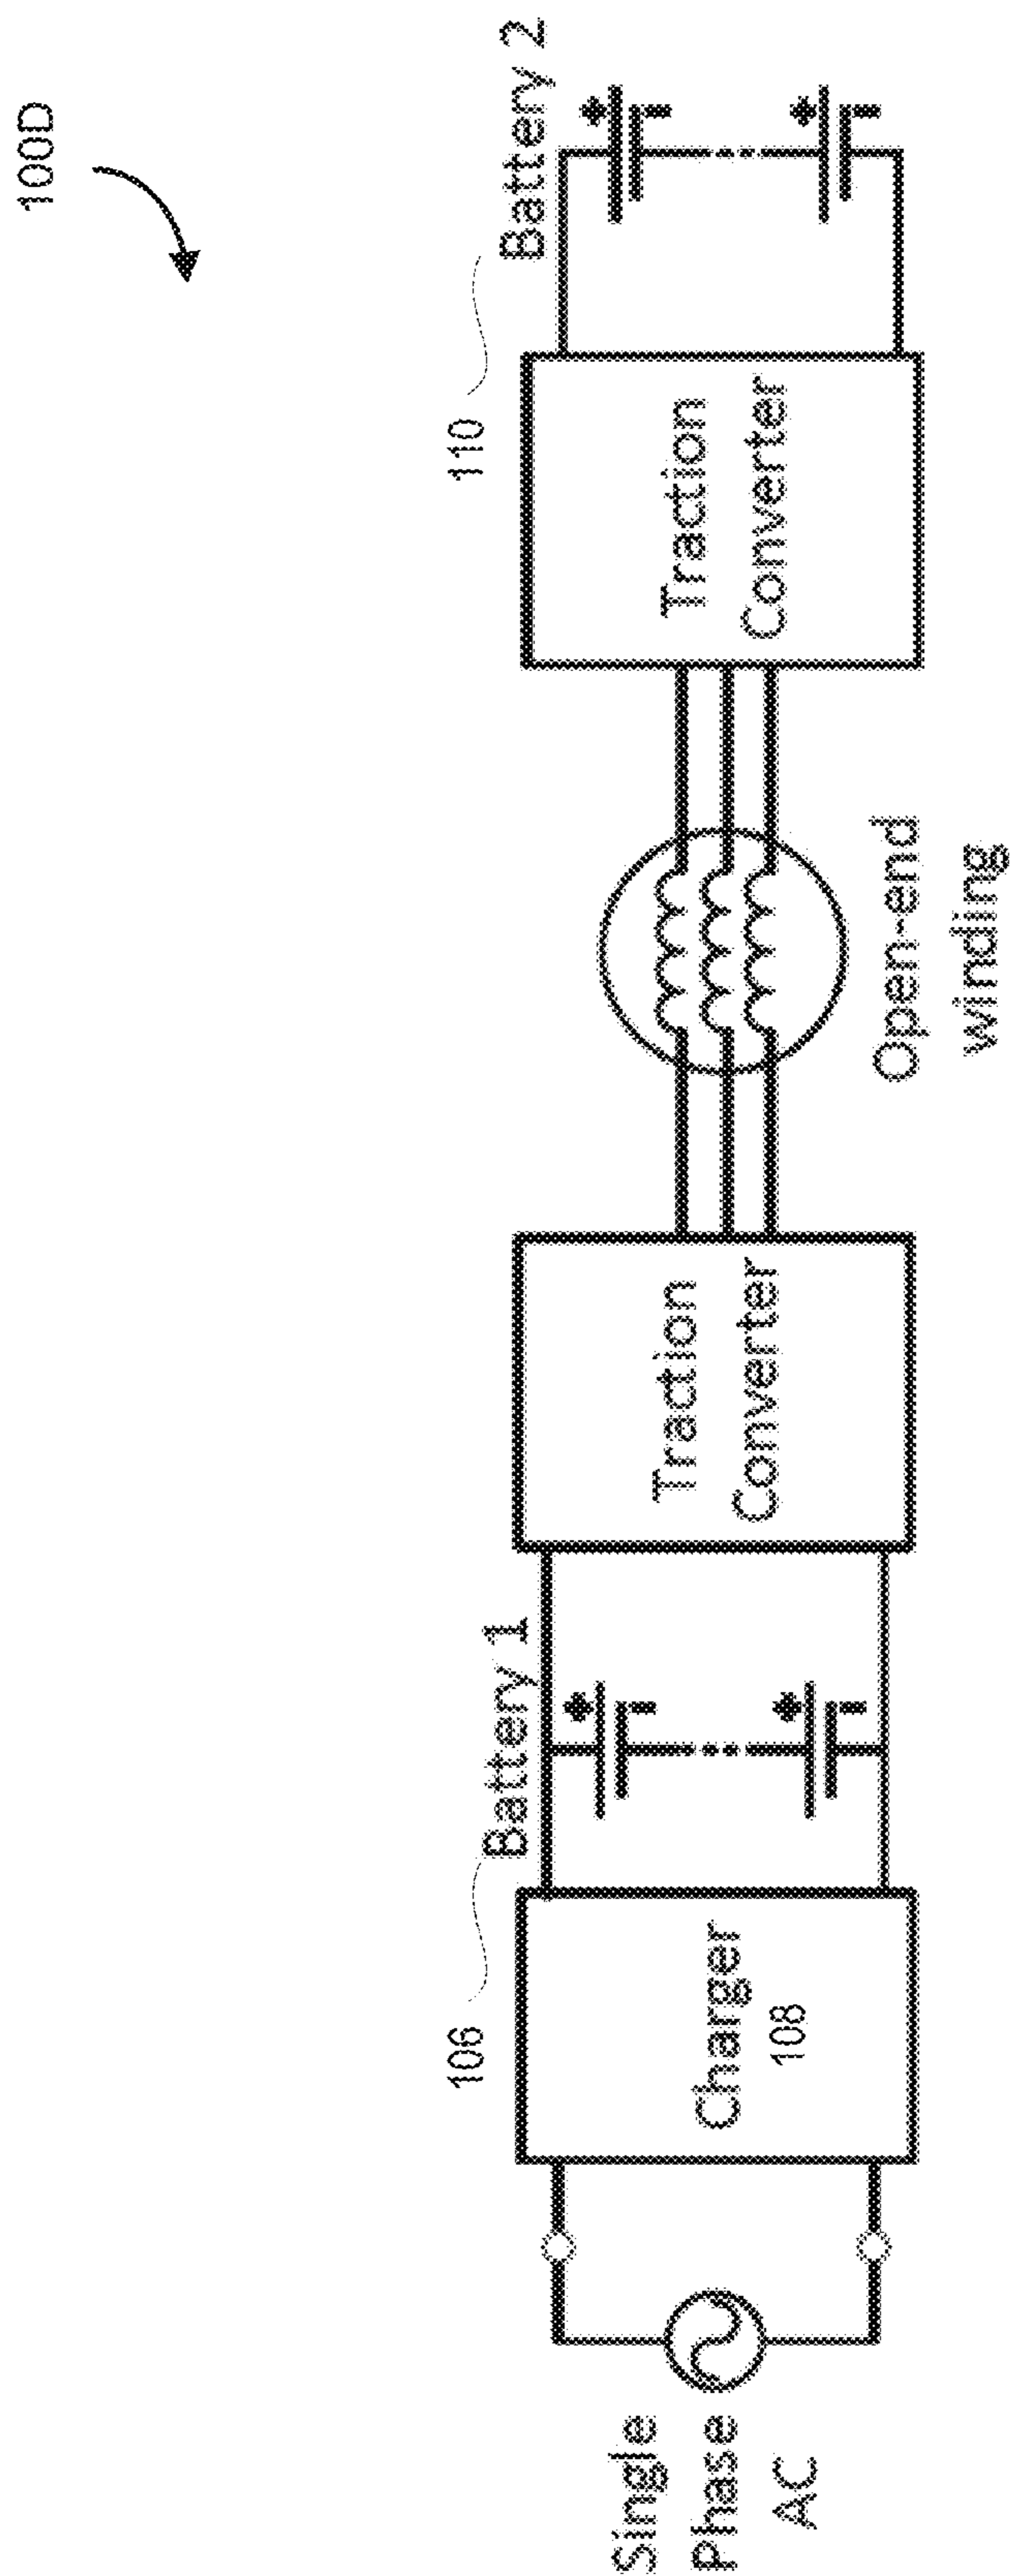 100D
Single
Phase
AC
106
Charger
108
Battery 1
Traction
Converter
Open-end
winding
110
Traction
Converter
Battery 2